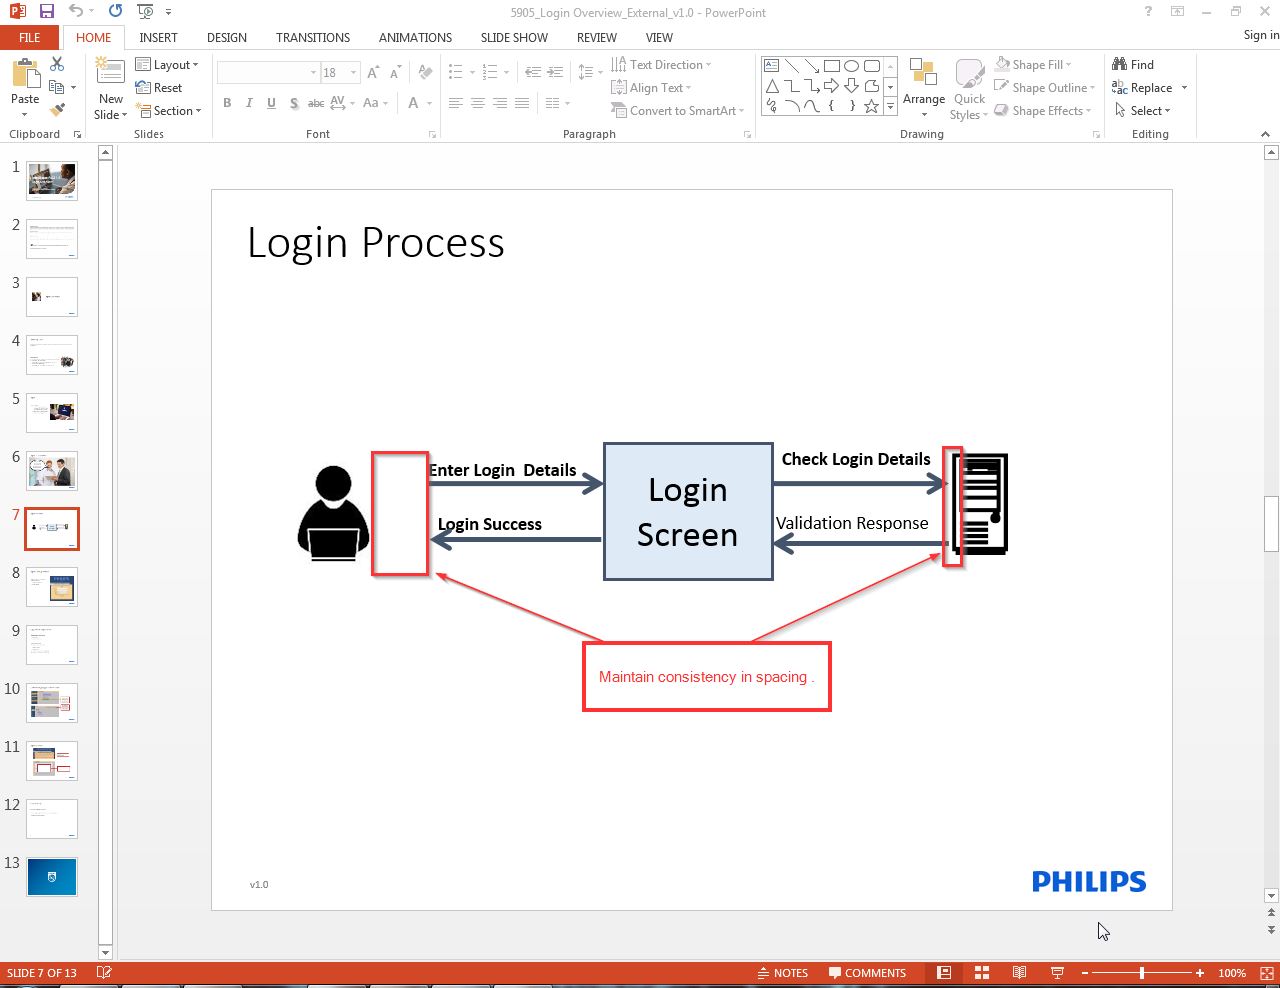 5905_Login Overview_External_v1.0 - PowerPoint
FILE HOME INSERT DESIGN TRANSITIONS ANIMATIONS SLIDE SHOW REVIEW VIEW Sign in
Paste
New
Slide
Layout
Reset
Section
18
B I U S abc AV Aa A
Text Direction
Align Text
Convert to SmartArt
Arrange
Quick
Styles
Shape Fill
Shape Outline
Shape Effects
Find
Replace
Select
Clipboard Slides Font Paragraph Drawing Editing
1
2
3
4
5
6
7
8
9
10
11
12
13
Login Process
Enter Login  Details
Login Success
Login
Screen
Check Login Details
Validation Response
Maintain consistency in spacing .
v1.0
PHILIPS
SLIDE 7 OF 13 NOTES COMMENTS 100%